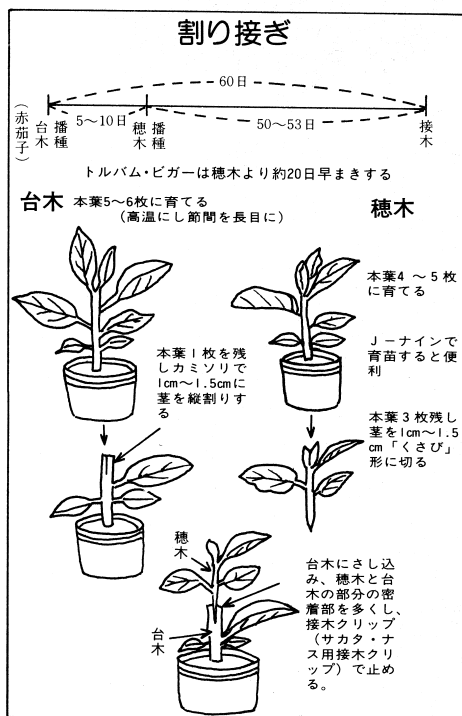 割り接ぎ
60日
5〜10日
50〜53日
(赤茄子)
台木
播種
穂木
播種
接木
トルバム・ビガーは穂木より約20日早まきする
台木 本葉5〜6枚に育てる
(高温にし節間を長目に)
穂木
本葉4〜5枚
に育てる
J−ナインで
育苗すると便
利
本葉1枚を残
しカミソリで
1cm〜1.5cmに
茎を縦割りす
る
本葉3枚残し
茎を1cm〜1.5
cm「くさび」
形に切る
穂木
台木
台木にさし込
み、穂木と台
木の部分の密
着部を多くし、
接木クリップ
(サカタ・ナ
ス用接木クリ
ップ)で止め
る。